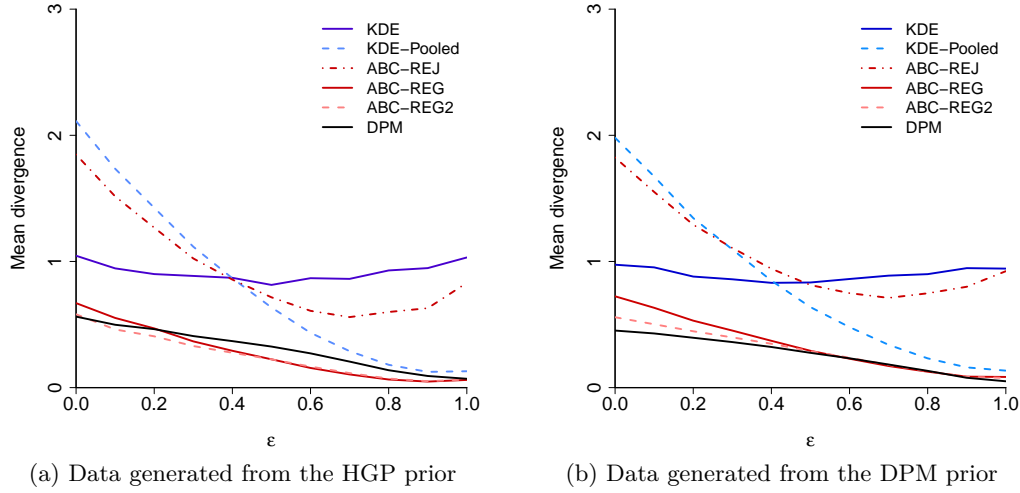 3
2
1
0
Mean divergence
KDE
KDE−Pooled
ABC−REJ
ABC−REG
ABC−REG2
DPM
0.0 0.2 0.4 0.6 0.8 1.0
ε
(a) Data generated from the HGP prior
3
2
1
0
Mean divergence
KDE
KDE−Pooled
ABC−REJ
ABC−REG
ABC−REG2
DPM
0.0 0.2 0.4 0.6 0.8 1.0
ε
(b) Data generated from the DPM prior